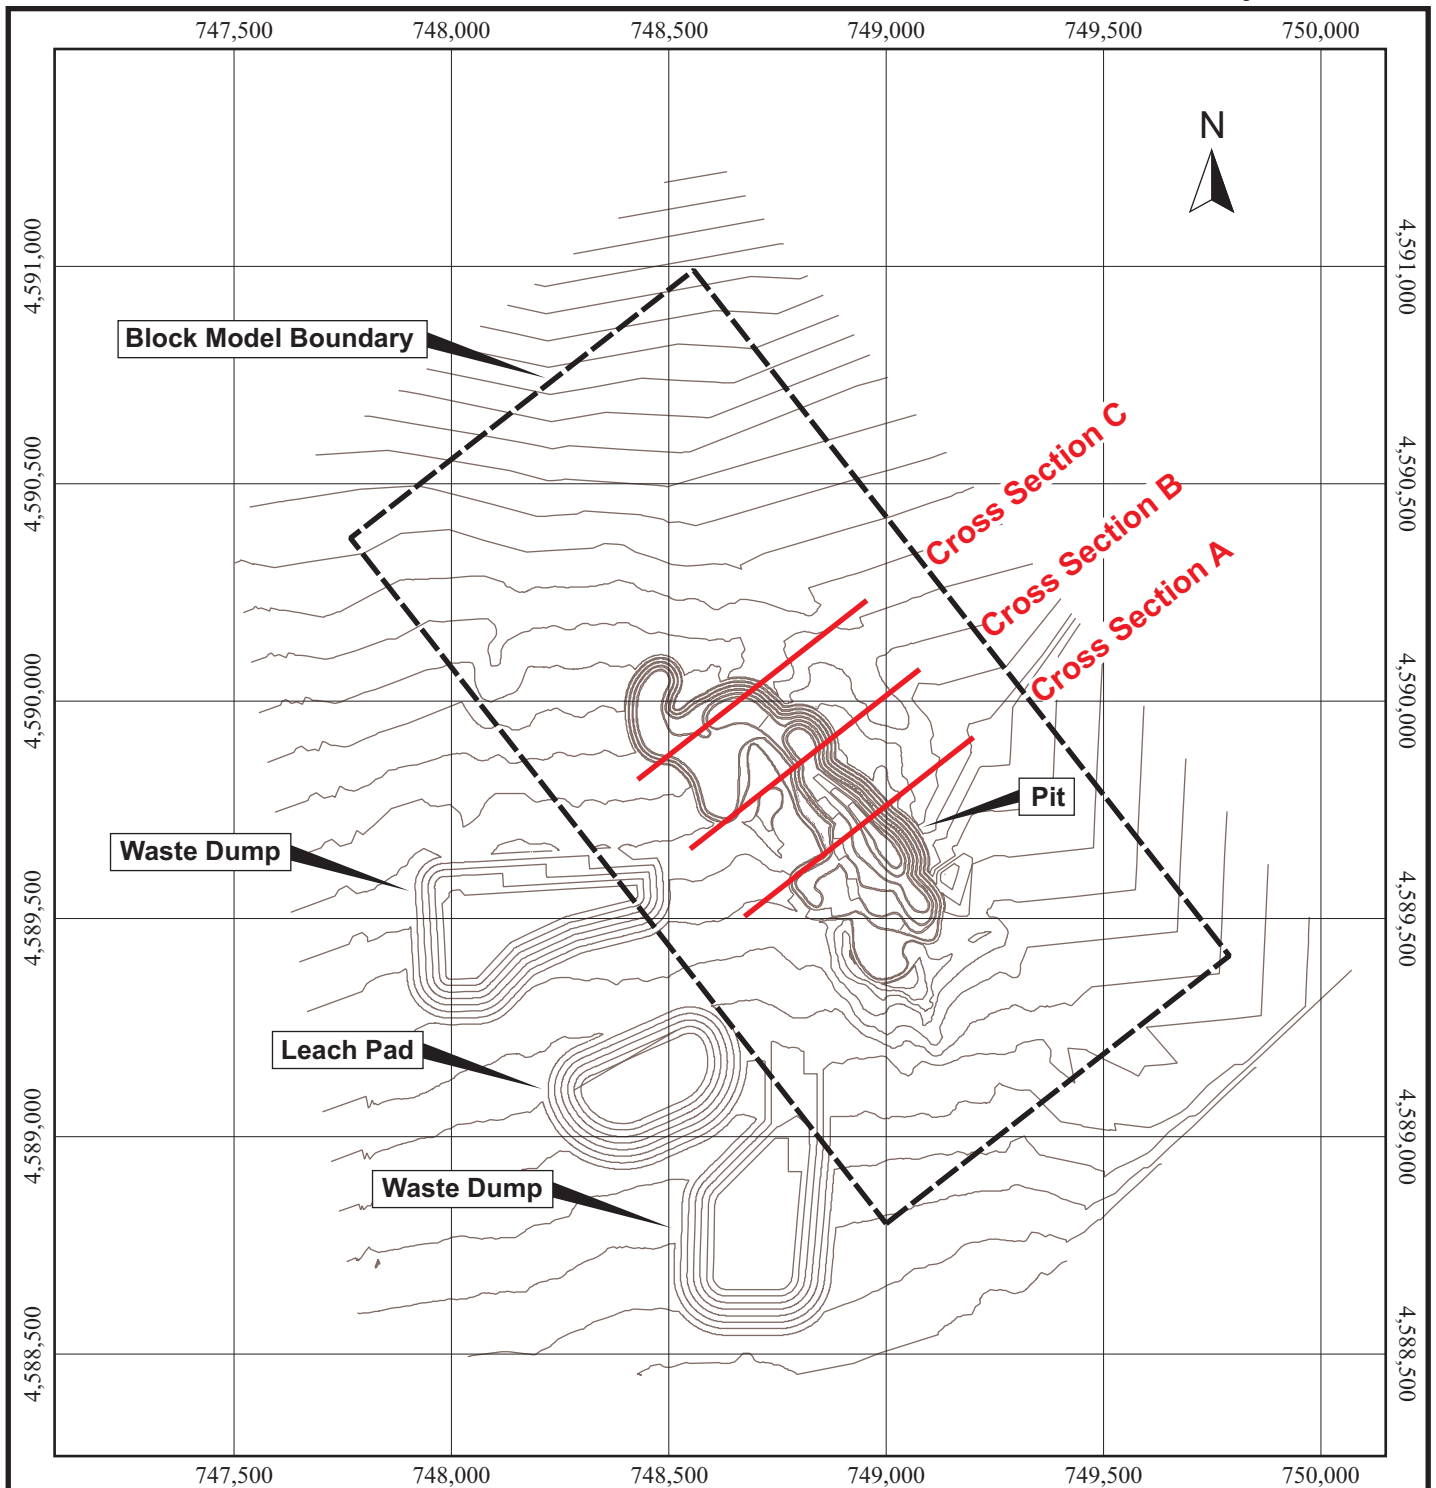 747,500 748,000 748,500 749,000 749,500 750,000
N
4,591,000 4,591,000
Block Model Boundary
Cross Section C
4,590,500 4,590,500
Cross Section B
Cross Section A
4,590,000 4,590,000
Pit
Waste Dump
4,589,500 4,589,500
Leach Pad
4,589,000 4,589,000
Waste Dump
4,588,500 4,588,500
747,500 748,000 748,500 749,000 749,500 750,000